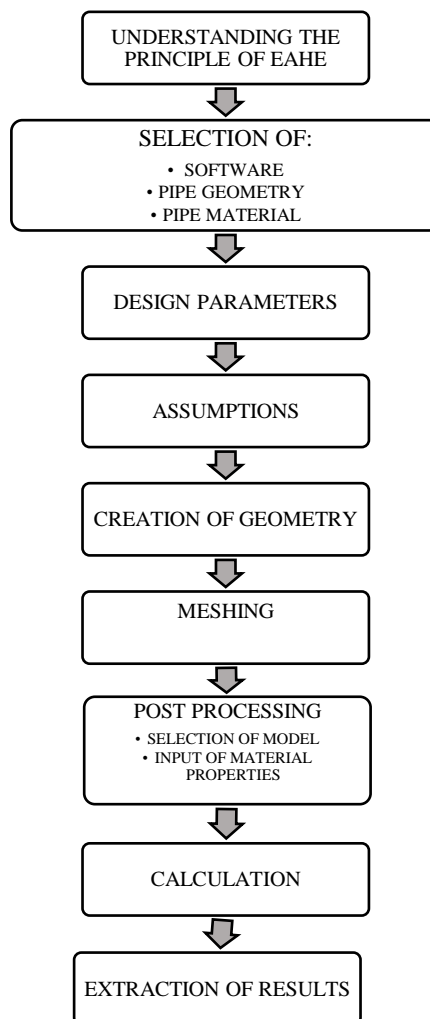 UNDERSTANDING THE
PRINCIPLE OF EAHE
SELECTION OF:
• SOFTWARE
• PIPE GEOMETRY
• PIPE MATERIAL
DESIGN PARAMETERS
ASSUMPTIONS
CREATION OF GEOMETRY
MESHING
POST PROCESSING
• SELECTION OF MODEL
• INPUT OF MATERIAL
PROPERTIES
CALCULATION
EXTRACTION OF RESULTS